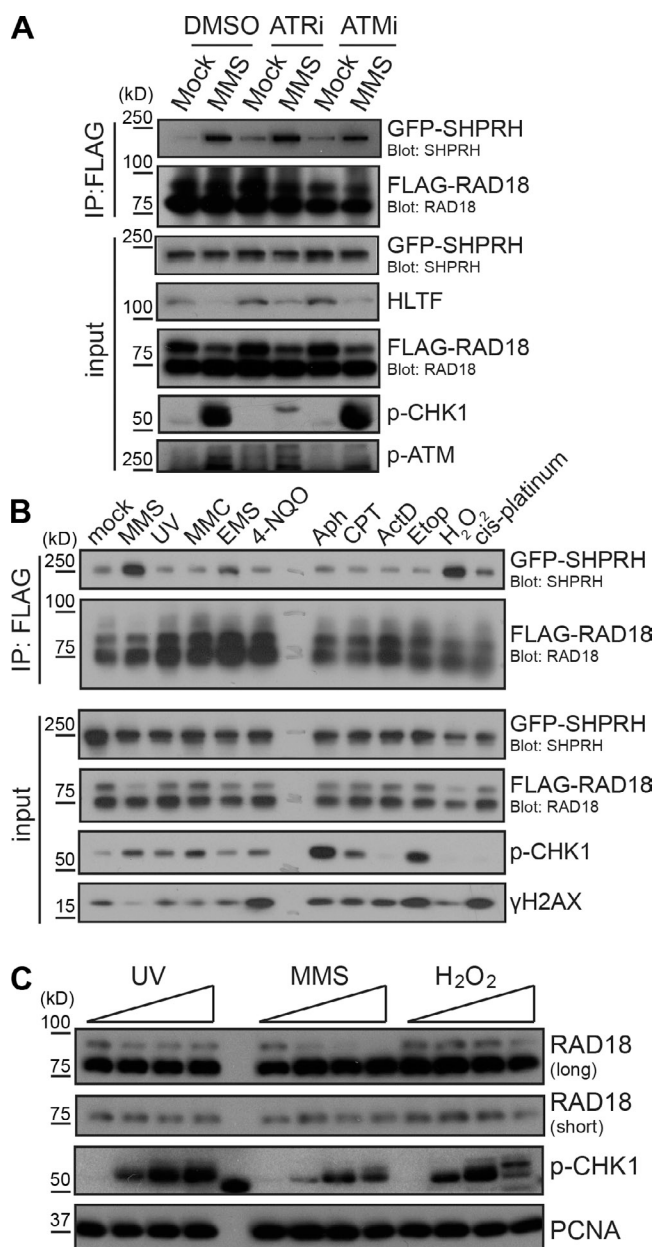 A
DMSO ATRi ATMi
Mock MMS Mock MMS Mock MMS
(kD)
IP:FLAG
250 GFP-SHPRH
Blot: SHPRH
100 FLAG-RAD18
75 Blot: RAD18
input
250 GFP-SHPRH
Blot: SHPRH
100 HLTF
75 FLAG-RAD18
Blot: RAD18
50 p-CHK1
250 p-ATM
B
mock MMS UV MMC EMS 4-NQO Aph CPT ActD Etop H₂O₂ cis-platinum
(kD)
IP: FLAG
250 GFP-SHPRH
Blot: SHPRH
100
75 FLAG-RAD18
Blot: RAD18
input
250 GFP-SHPRH
Blot: SHPRH
75 FLAG-RAD18
Blot: RAD18
50 p-CHK1
15 γH2AX
C
UV MMS H₂O₂
(kD)
100 RAD18
75 (long)
75 RAD18
(short)
50 p-CHK1
37 PCNA